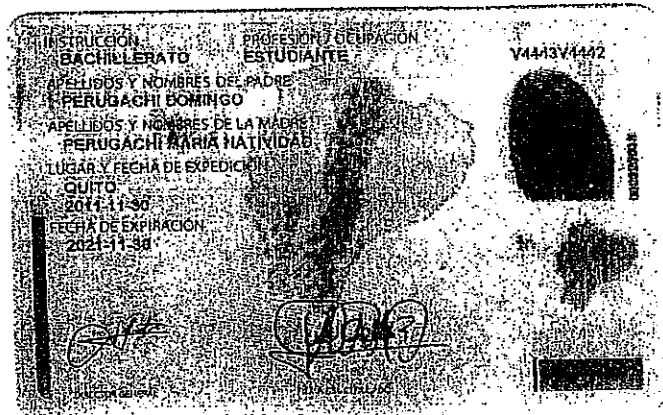 INSTRUCCIÓN PROFESIÓN / OCUPACIÓN
BACHILLERATO ESTUDIANTE V4443V4442
APELLIDOS Y NOMBRES DEL PADRE
PERUGACHI DOMINGO
APELLIDOS Y NOMBRES DE LA MADRE
PERUGACHI MARIA NATIVIDAD
LUGAR Y FECHA DE EXPEDICIÓN
QUITO
2011-11-30
FECHA DE EXPIRACIÓN
2021-11-30